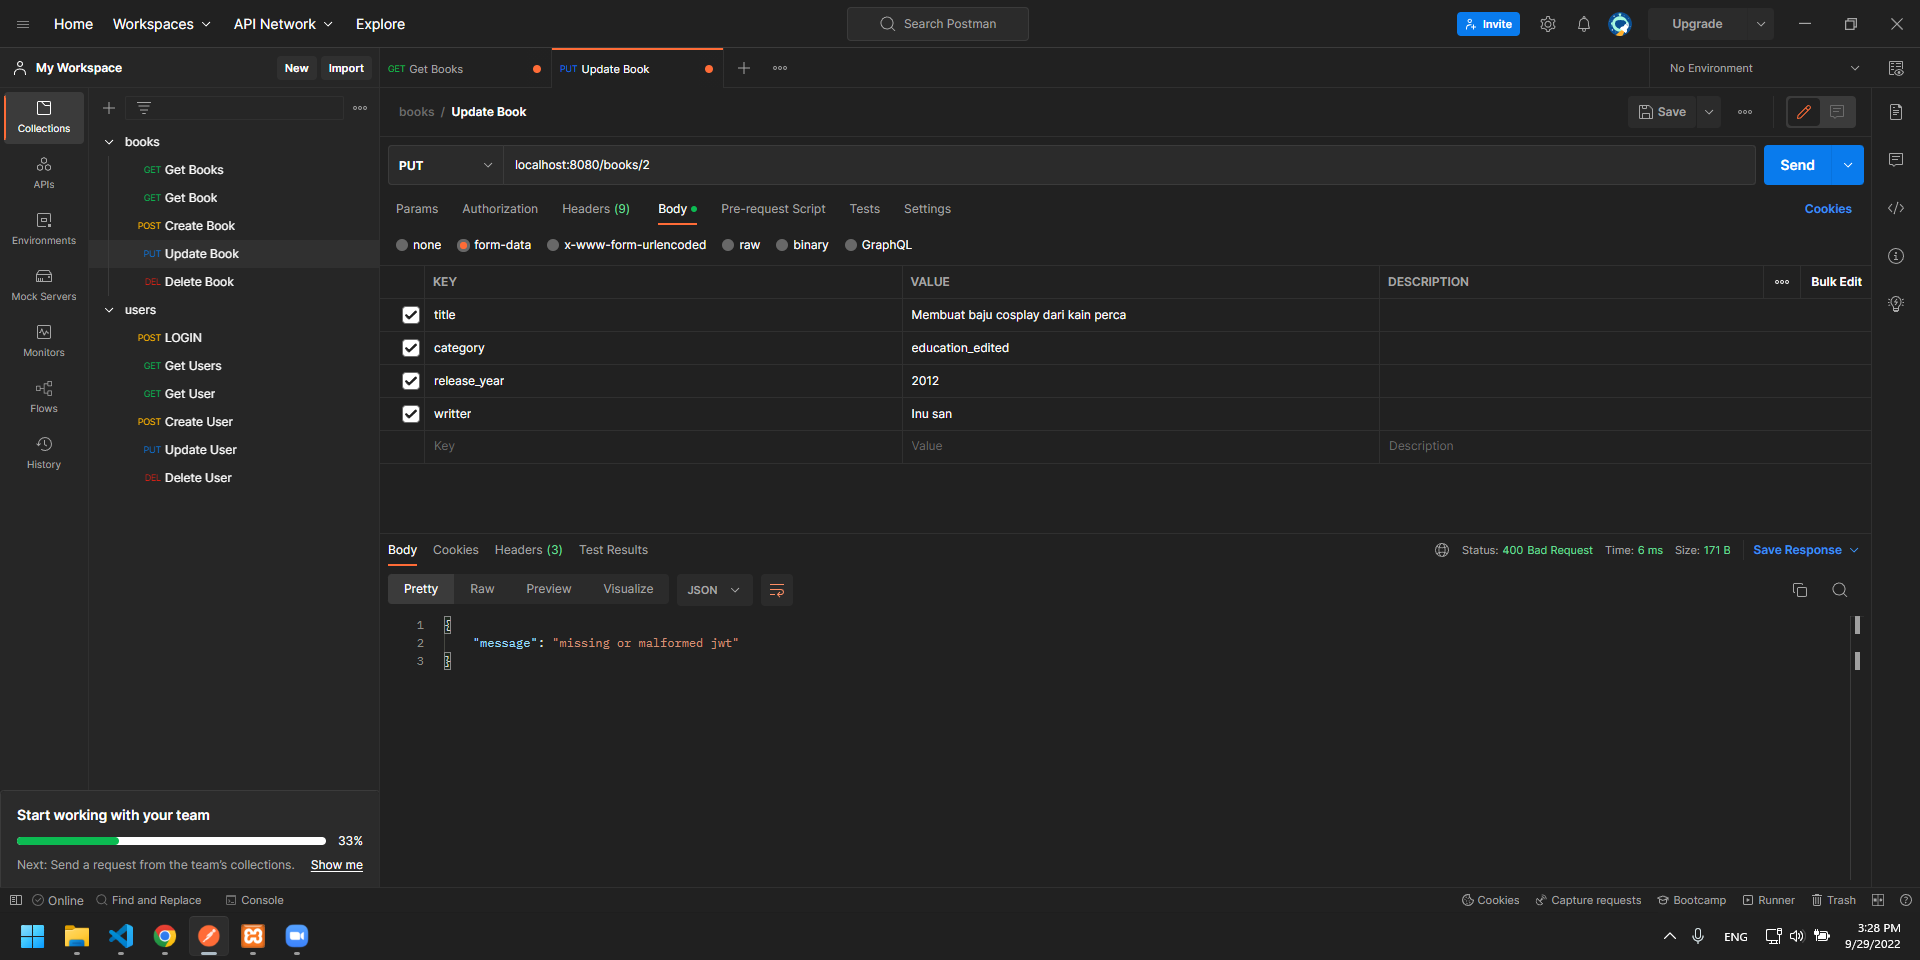 Home Workspaces API Network Explore Search Postman Invite Upgrade
My Workspace New Import GET Get Books PUT Update Book No Environment
books / Update Book Save
Collections
APIs
Environments
Mock Servers
Monitors
Flows
History
books
GET Get Books
GET Get Book
POST Create Book
PUT Update Book
DEL Delete Book
users
POST LOGIN
GET Get Users
GET Get User
POST Create User
PUT Update User
DEL Delete User
PUT localhost:8080/books/2 Send
Params Authorization Headers (9) Body Pre-request Script Tests Settings Cookies
none form-data x-www-form-urlencoded raw binary GraphQL
KEY VALUE DESCRIPTION Bulk Edit
title Membuat baju cosplay dari kain perca
category education_edited
release_year 2012
writter Inu san
Key Value Description
Body Cookies Headers (3) Test Results Status: 400 Bad Request Time: 6 ms Size: 171 B Save Response
Pretty Raw Preview Visualize JSON
1 {
2 "message": "missing or malformed jwt"
3 }
Start working with your team
33%
Next: Send a request from the team's collections. Show me
Online Find and Replace Console Cookies Capture requests Bootcamp Runner Trash
ENG 3:28 PM
9/29/2022